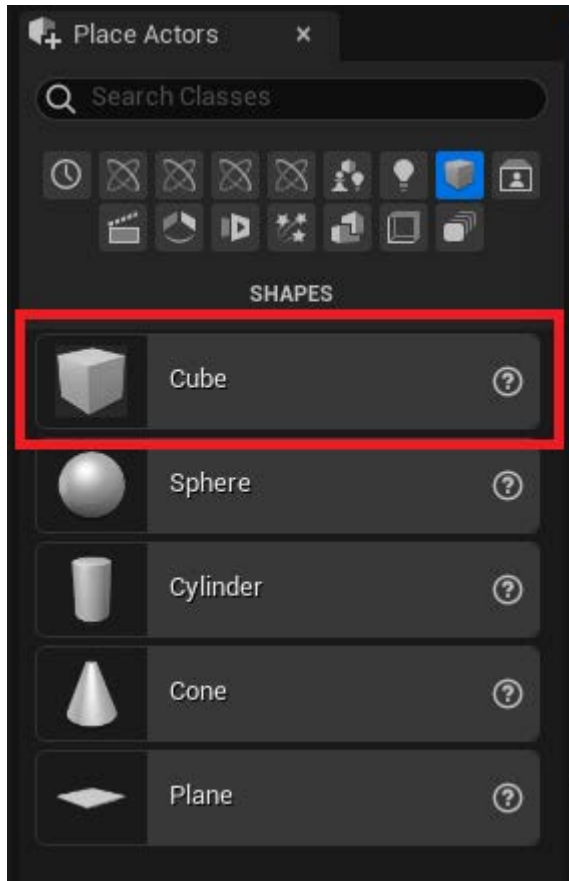 Place Actors
Search Classes
SHAPES
Cube
Sphere
Cylinder
Cone
Plane